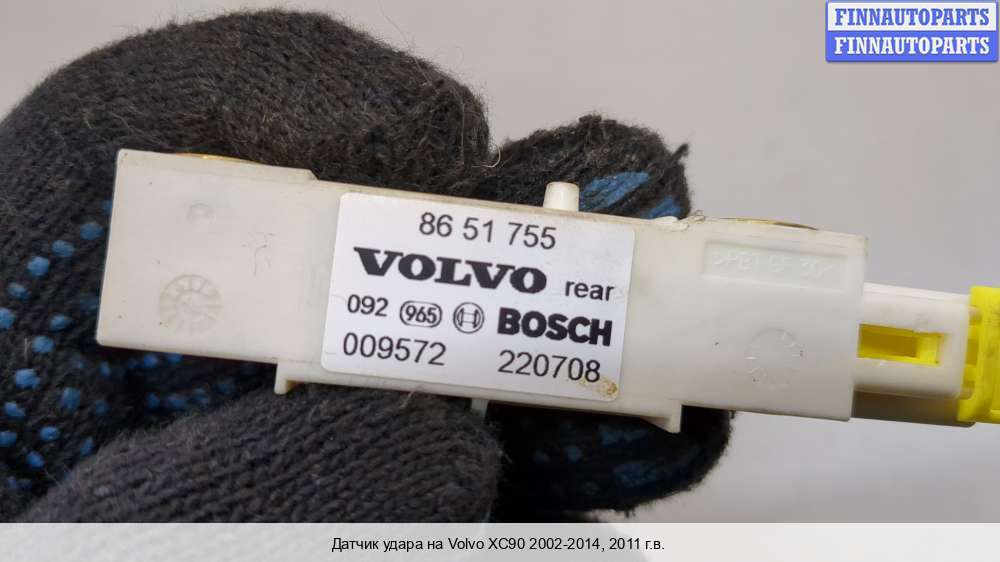 FINNAUTOPARTS
FINNAUTOPARTS
86 51 755
VOLVO rear
092 965 BOSCH
009572 220708
Датчик удара на Volvo XC90 2002-2014, 2011 г.в.